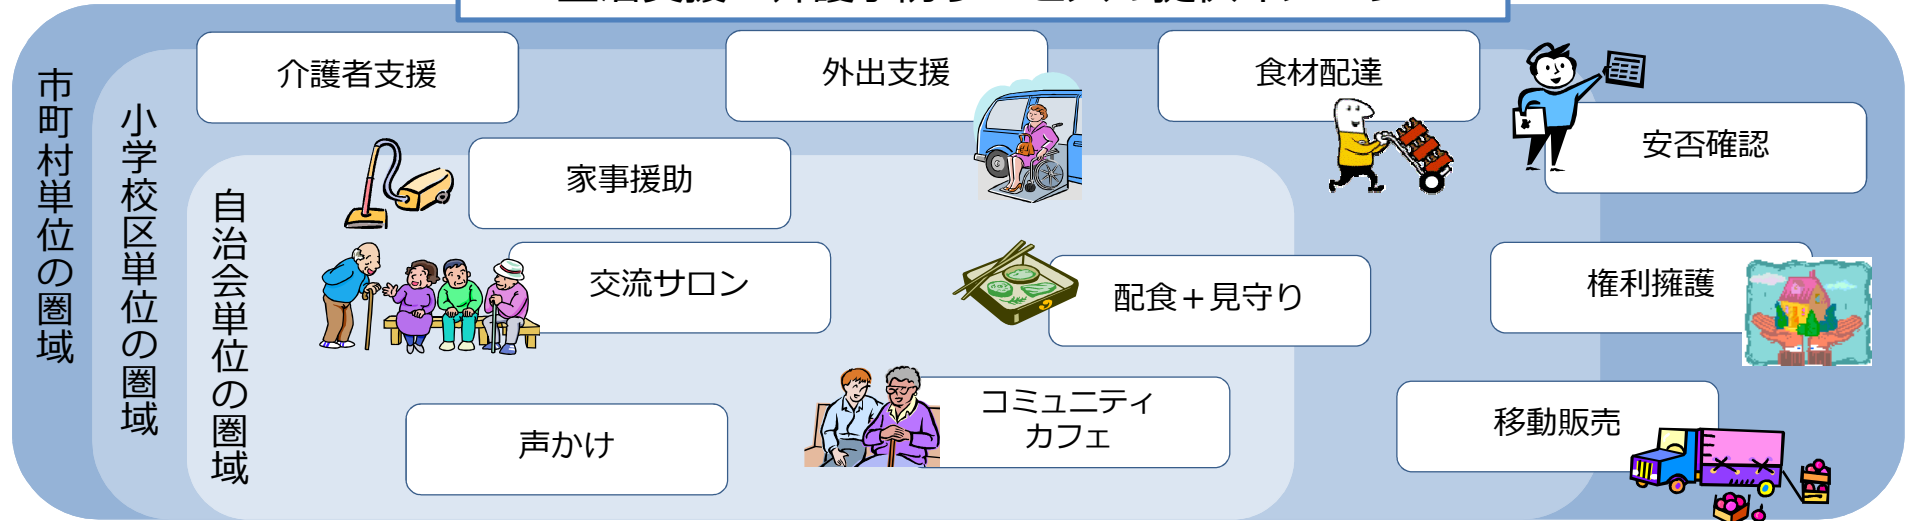 市町村単位の圏域
小学校区単位の圏域
自治会単位の圏域
介護者支援
外出支援
食材配達
安否確認
家事援助
交流サロン
配食＋見守り
権利擁護
声かけ
コミュニティ
カフェ
移動販売